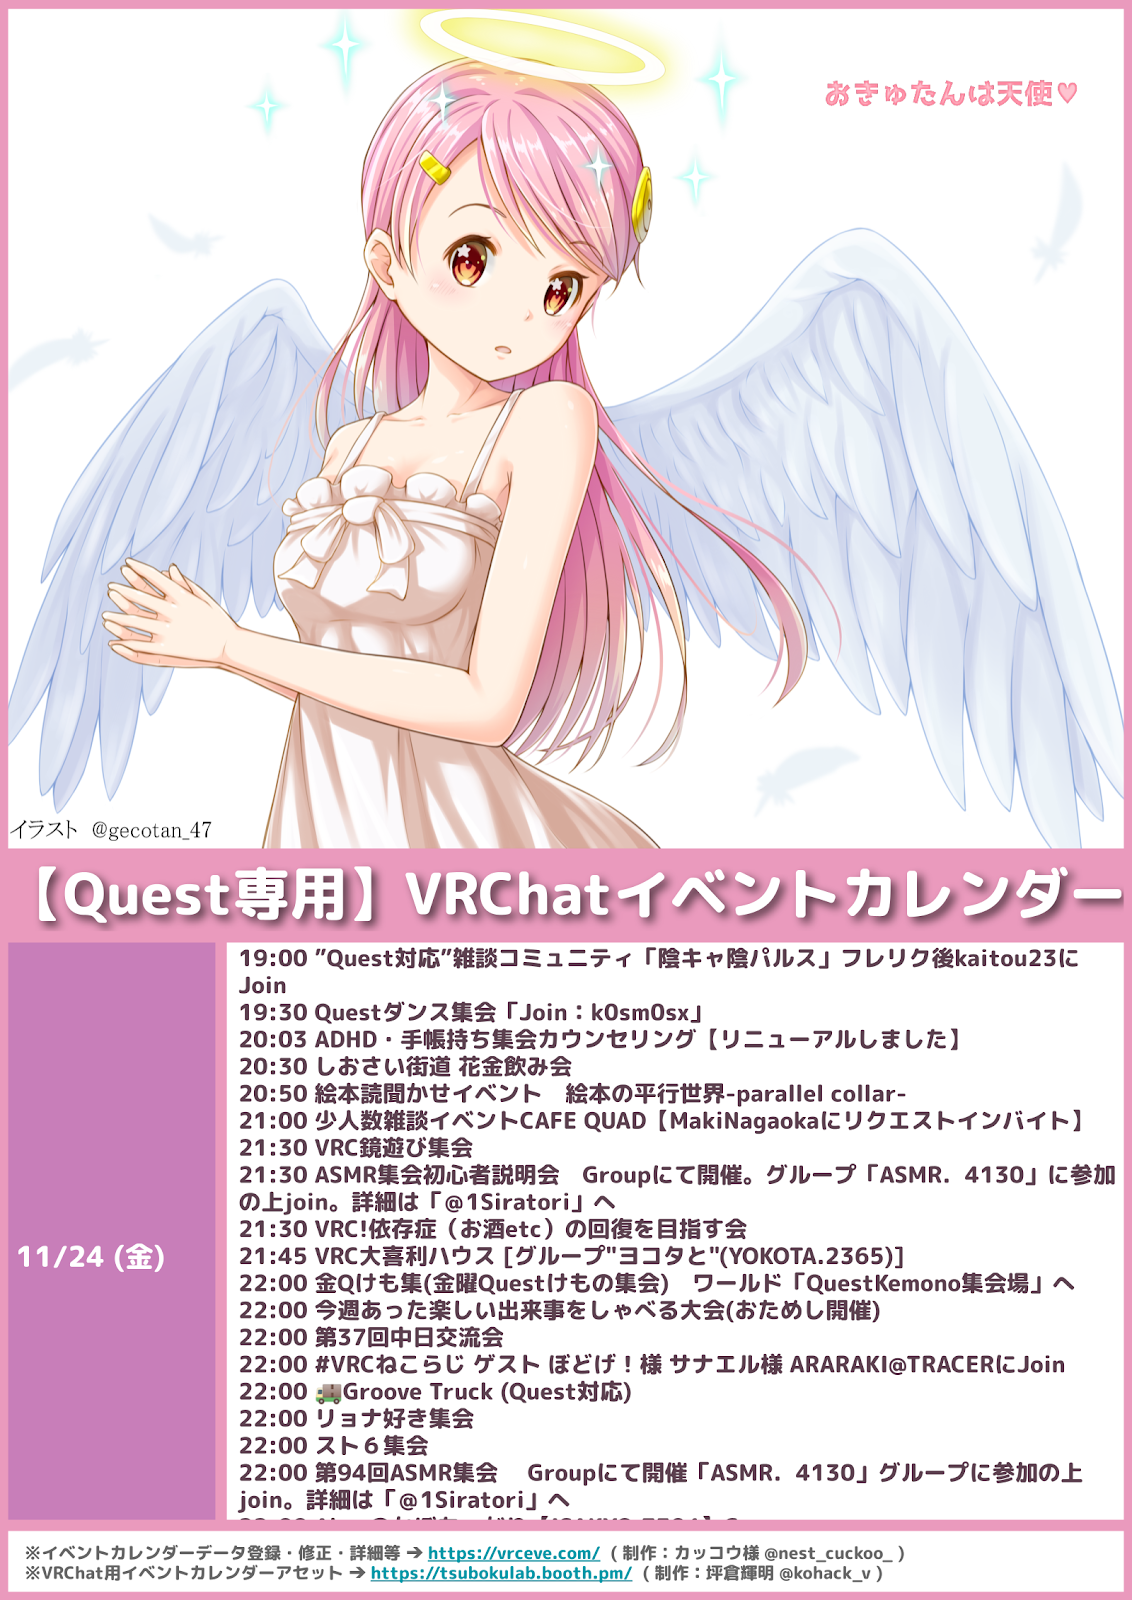 おきゅたんは天使♥
イラスト @gecotan_47
【Quest専用】VRChatイベントカレンダー
11/24 (金)
19:00 ”Quest対応”雑談コミュニティ「陰キャ陰パルス」フレリク後kaitou23に
Join
19:30 Questダンス集会「Join：k0sm0sx」
20:03 ADHD・手帳持ち集会カウンセリング【リニューアルしました】
20:30 しおさい街道 花金飲み会
20:50 絵本読聞かせイベント　絵本の平行世界-parallel collar-
21:00 少人数雑談イベントCAFE QUAD【MakiNagaokaにリクエストインバイト】
21:30 VRC鏡遊び集会
21:30 ASMR集会初心者説明会　Groupにて開催。グループ「ASMR．4130」に参加
の上join。詳細は「@1Siratori」へ
21:30 VRC!依存症（お酒etc）の回復を目指す会
21:45 VRC大喜利ハウス [グループ"ヨコタと"(YOKOTA.2365)]
22:00 金Qけも集(金曜Questけもの集会)　ワールド「QuestKemono集会場」へ
22:00 今週あった楽しい出来事をしゃべる大会(おためし開催)
22:00 第37回中日交流会
22:00 #VRCねこらじ ゲスト ぼどげ！様 サナエル様 ARARAKI@TRACERにJoin
22:00 🚚Groove Truck (Quest対応)
22:00 リョナ好き集会
22:00 スト６集会
22:00 第94回ASMR集会　Groupにて開催「ASMR．4130」グループに参加の上
join。詳細は「@1Siratori」へ
※イベントカレンダーデータ登録・修正・詳細等 ➔ https://vrceve.com/ ( 制作：カッコウ様 @nest_cuckoo_ )
※VRChat用イベントカレンダーアセット ➔ https://tsubokulab.booth.pm/ ( 制作：坪倉輝明 @kohack_v )